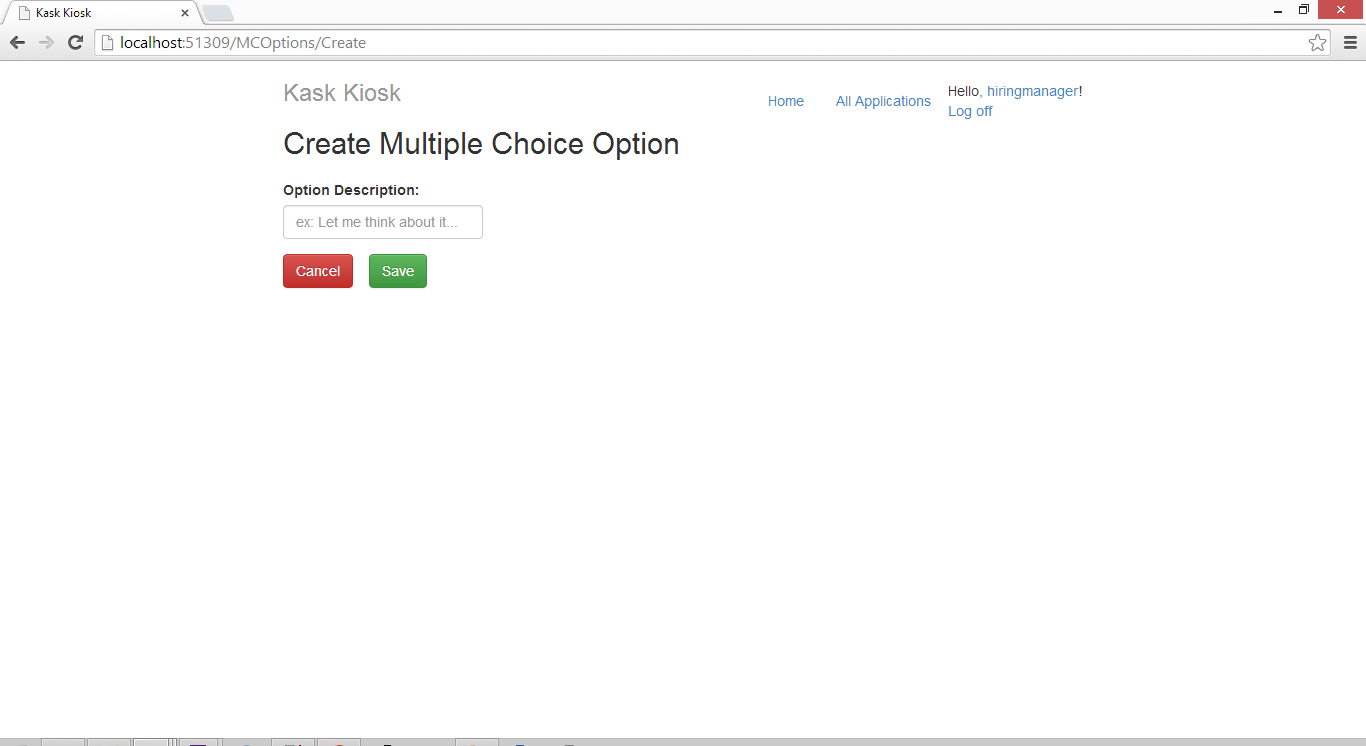 Kask Kiosk
localhost:51309/MCOptions/Create
Kask Kiosk
Home
All Applications
Hello, hiringmanager!
Log off
Create Multiple Choice Option
Option Description:
ex: Let me think about it...
Cancel
Save